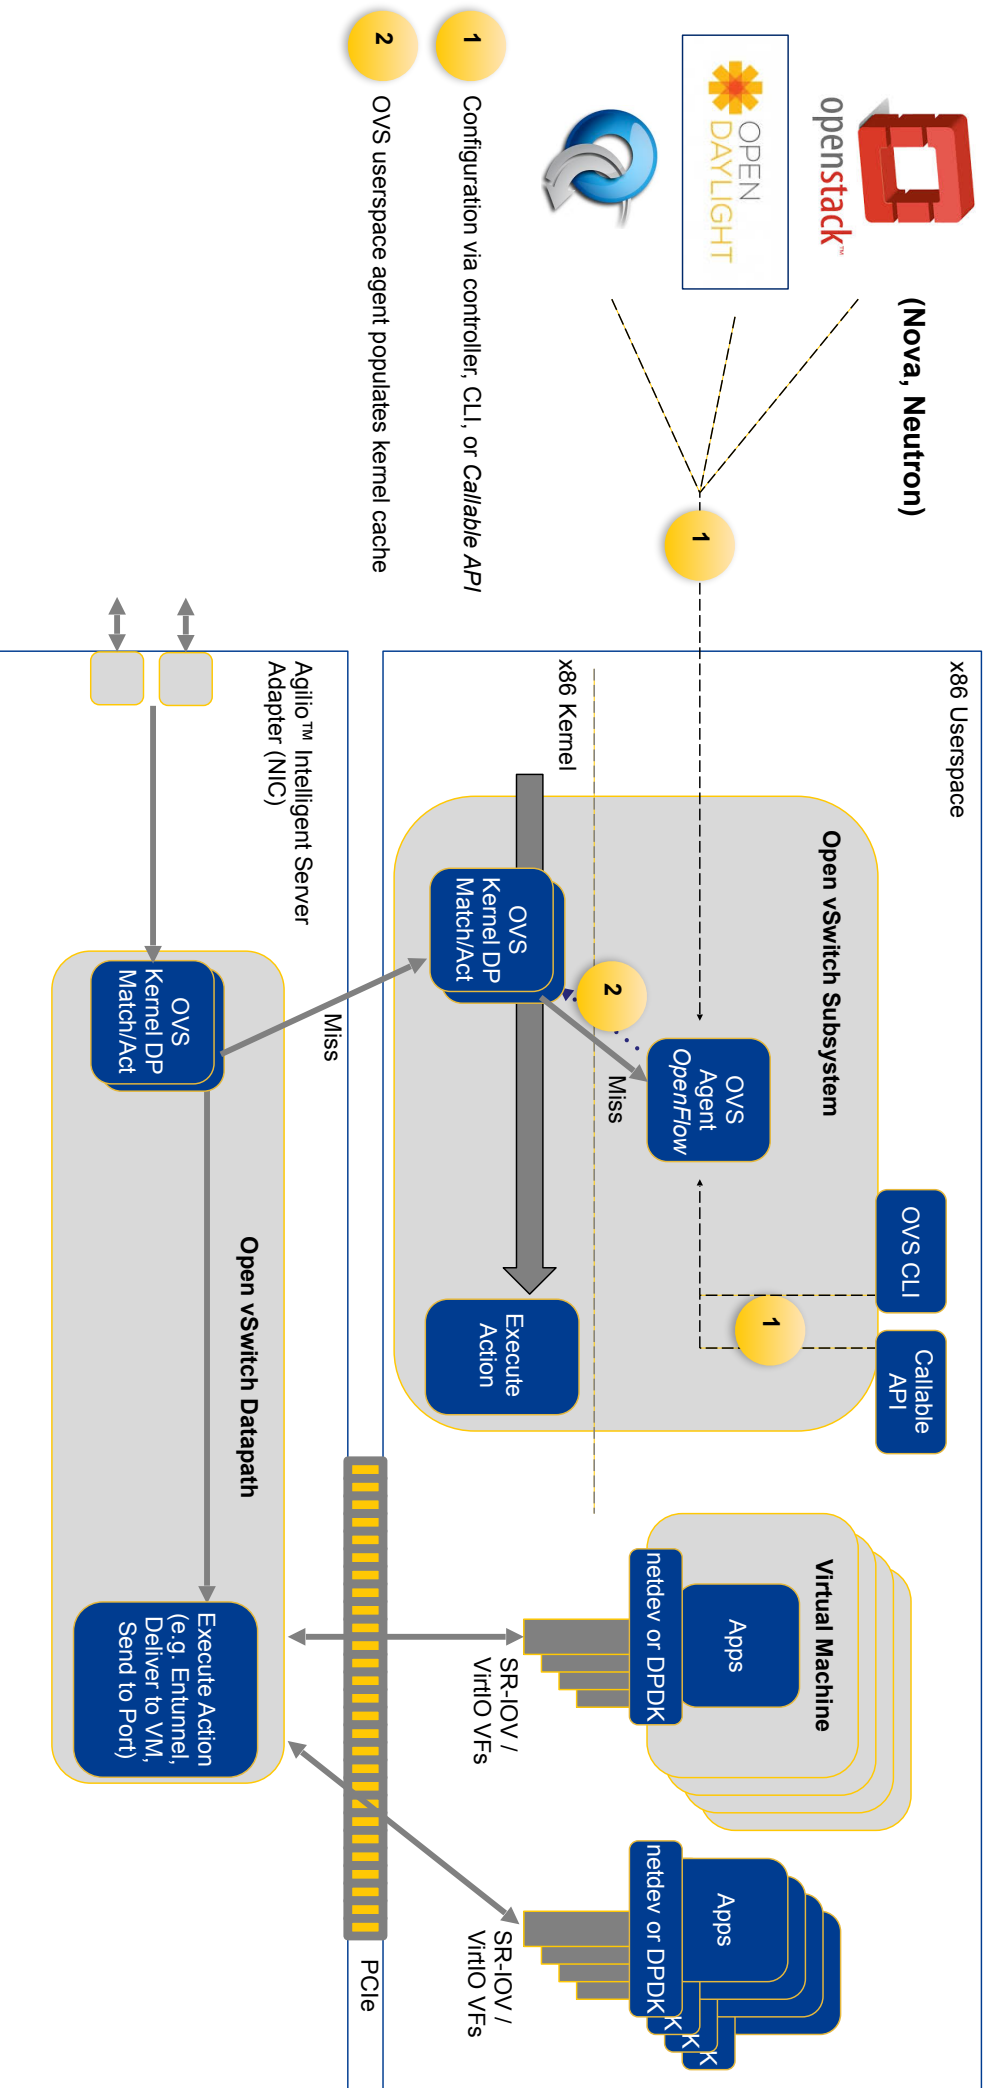 openstack™
(Nova, Neutron)
OPEN
DAYLIGHT
1
Configuration via controller, CLI, or Callable API
2
OVS userspace agent populates kernel cache
1
x86 Userspace
x86 Kernel
Open vSwitch Subsystem
OVS CLI
Callable
API
1
OVS
Agent
OpenFlow
2
Miss
OVS
Kernel DP
Match/Act
Execute
Action
Virtual Machine
Apps
netdev or DPDK
SR-IOV /
VirtIO VFs
Apps
netdev or DPDK
K
K
K
SR-IOV /
VirtIO VFs
PCIe
Miss
Agilio™ Intelligent Server
Adapter (NIC)
Open vSwitch Datapath
OVS
Kernel DP
Match/Act
Execute Action
(e.g. Entunnel,
Deliver to VM,
Send to Port)